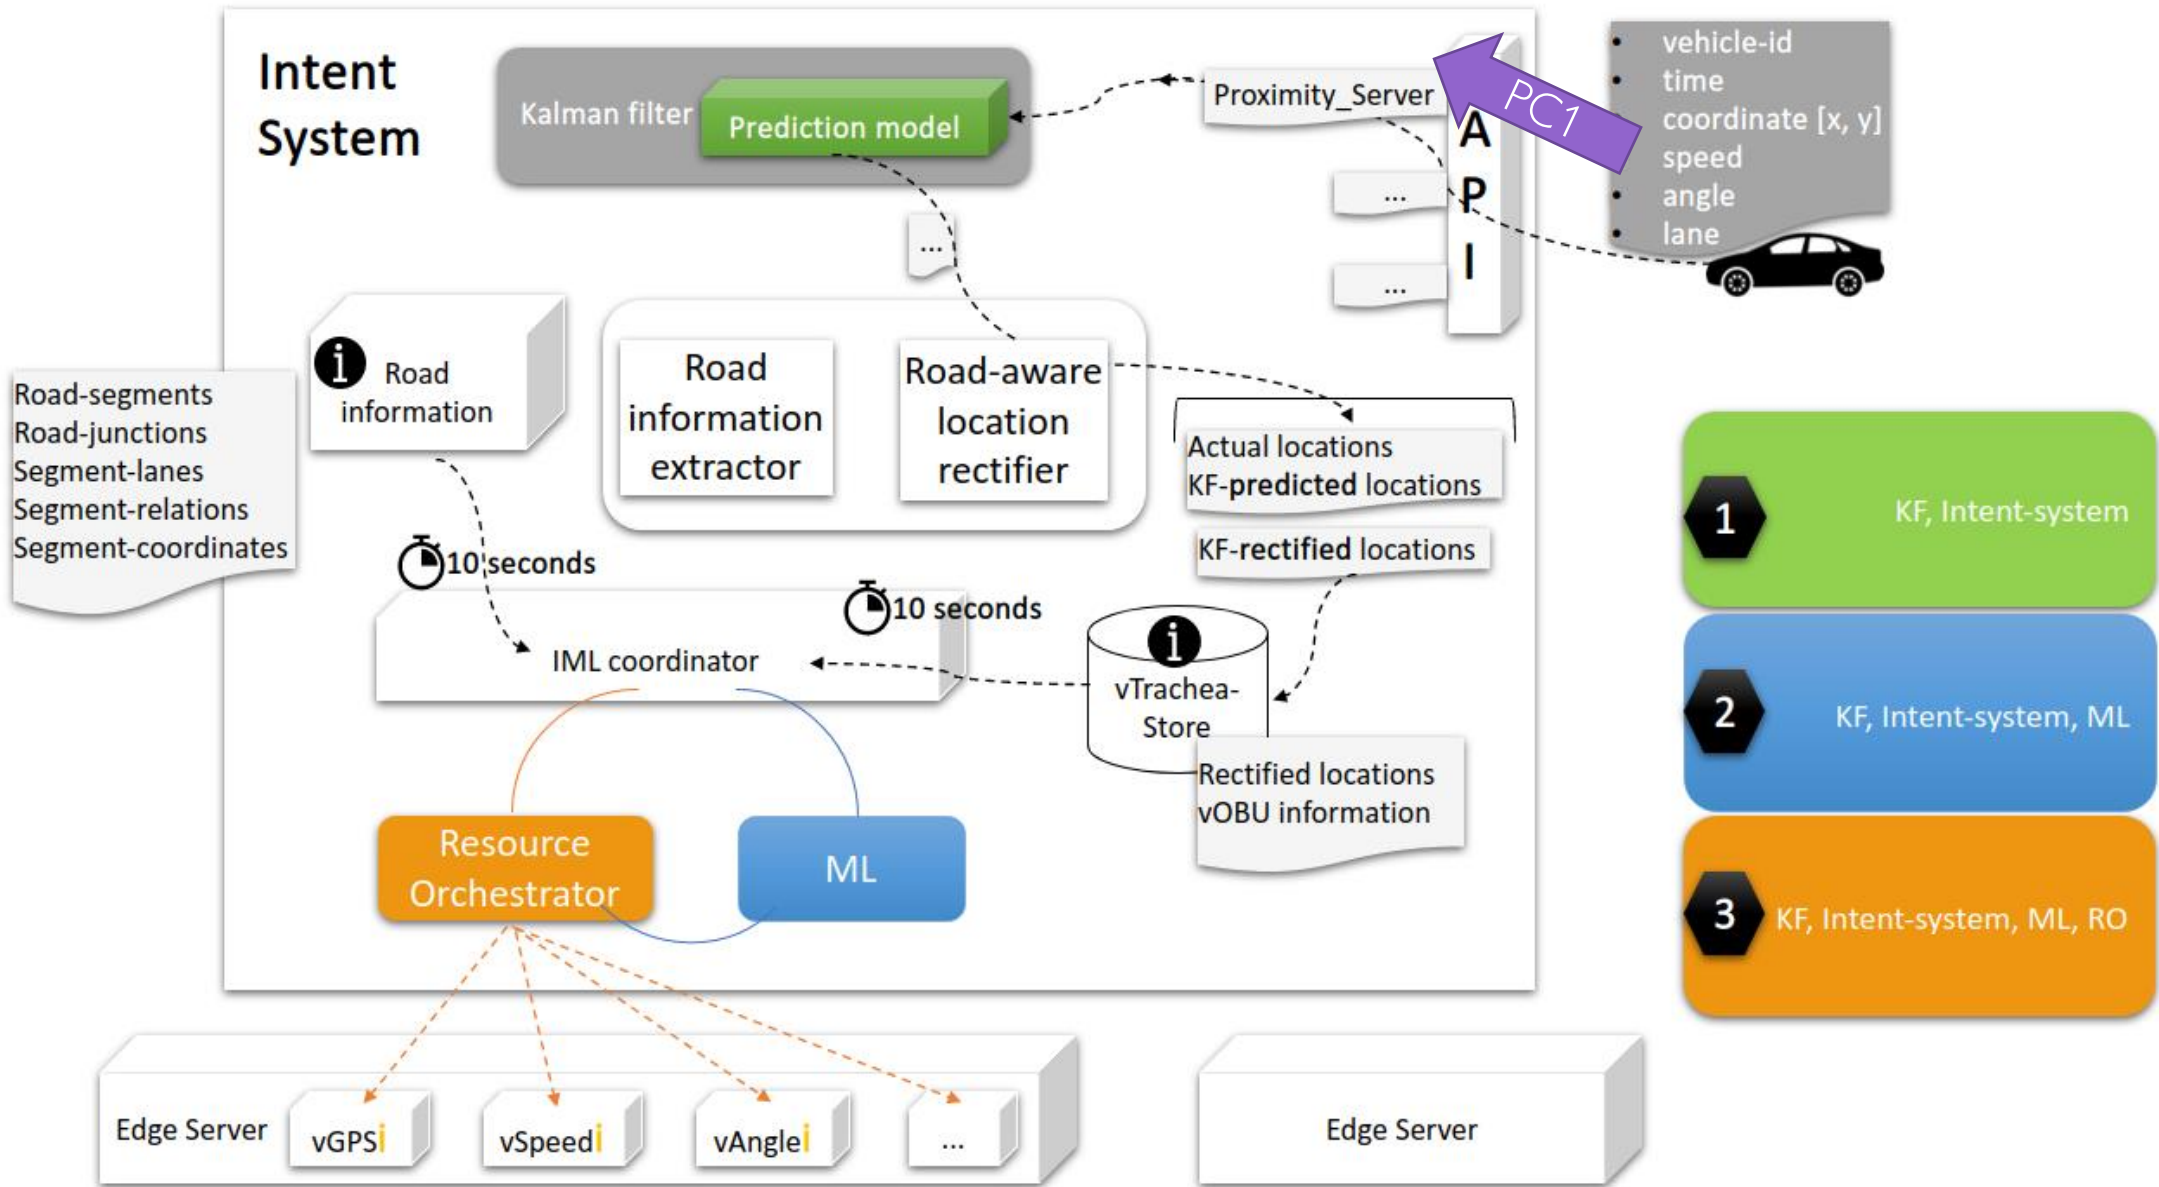 Intent
System
Kalman filter
Prediction model
Proximity_Server
A
P
I
PC1
...
...
...
• vehicle-id
• time
coordinate [x, y]
speed
• angle
• lane
i
Road
information
Road-segments
Road-junctions
Segment-lanes
Segment-relations
Segment-coordinates
Road
information
extractor
Road-aware
location
rectifier
Actual locations
KF-predicted locations
KF-rectified locations
10 seconds
10 seconds
IML coordinator
i
vTrachea-
Store
Rectified locations
vOBU information
Resource
Orchestrator
ML
1
KF, Intent-system
2
KF, Intent-system, ML
3
KF, Intent-system, ML, RO
Edge Server
vGPSi
vSpeedi
vAnglei
...
Edge Server